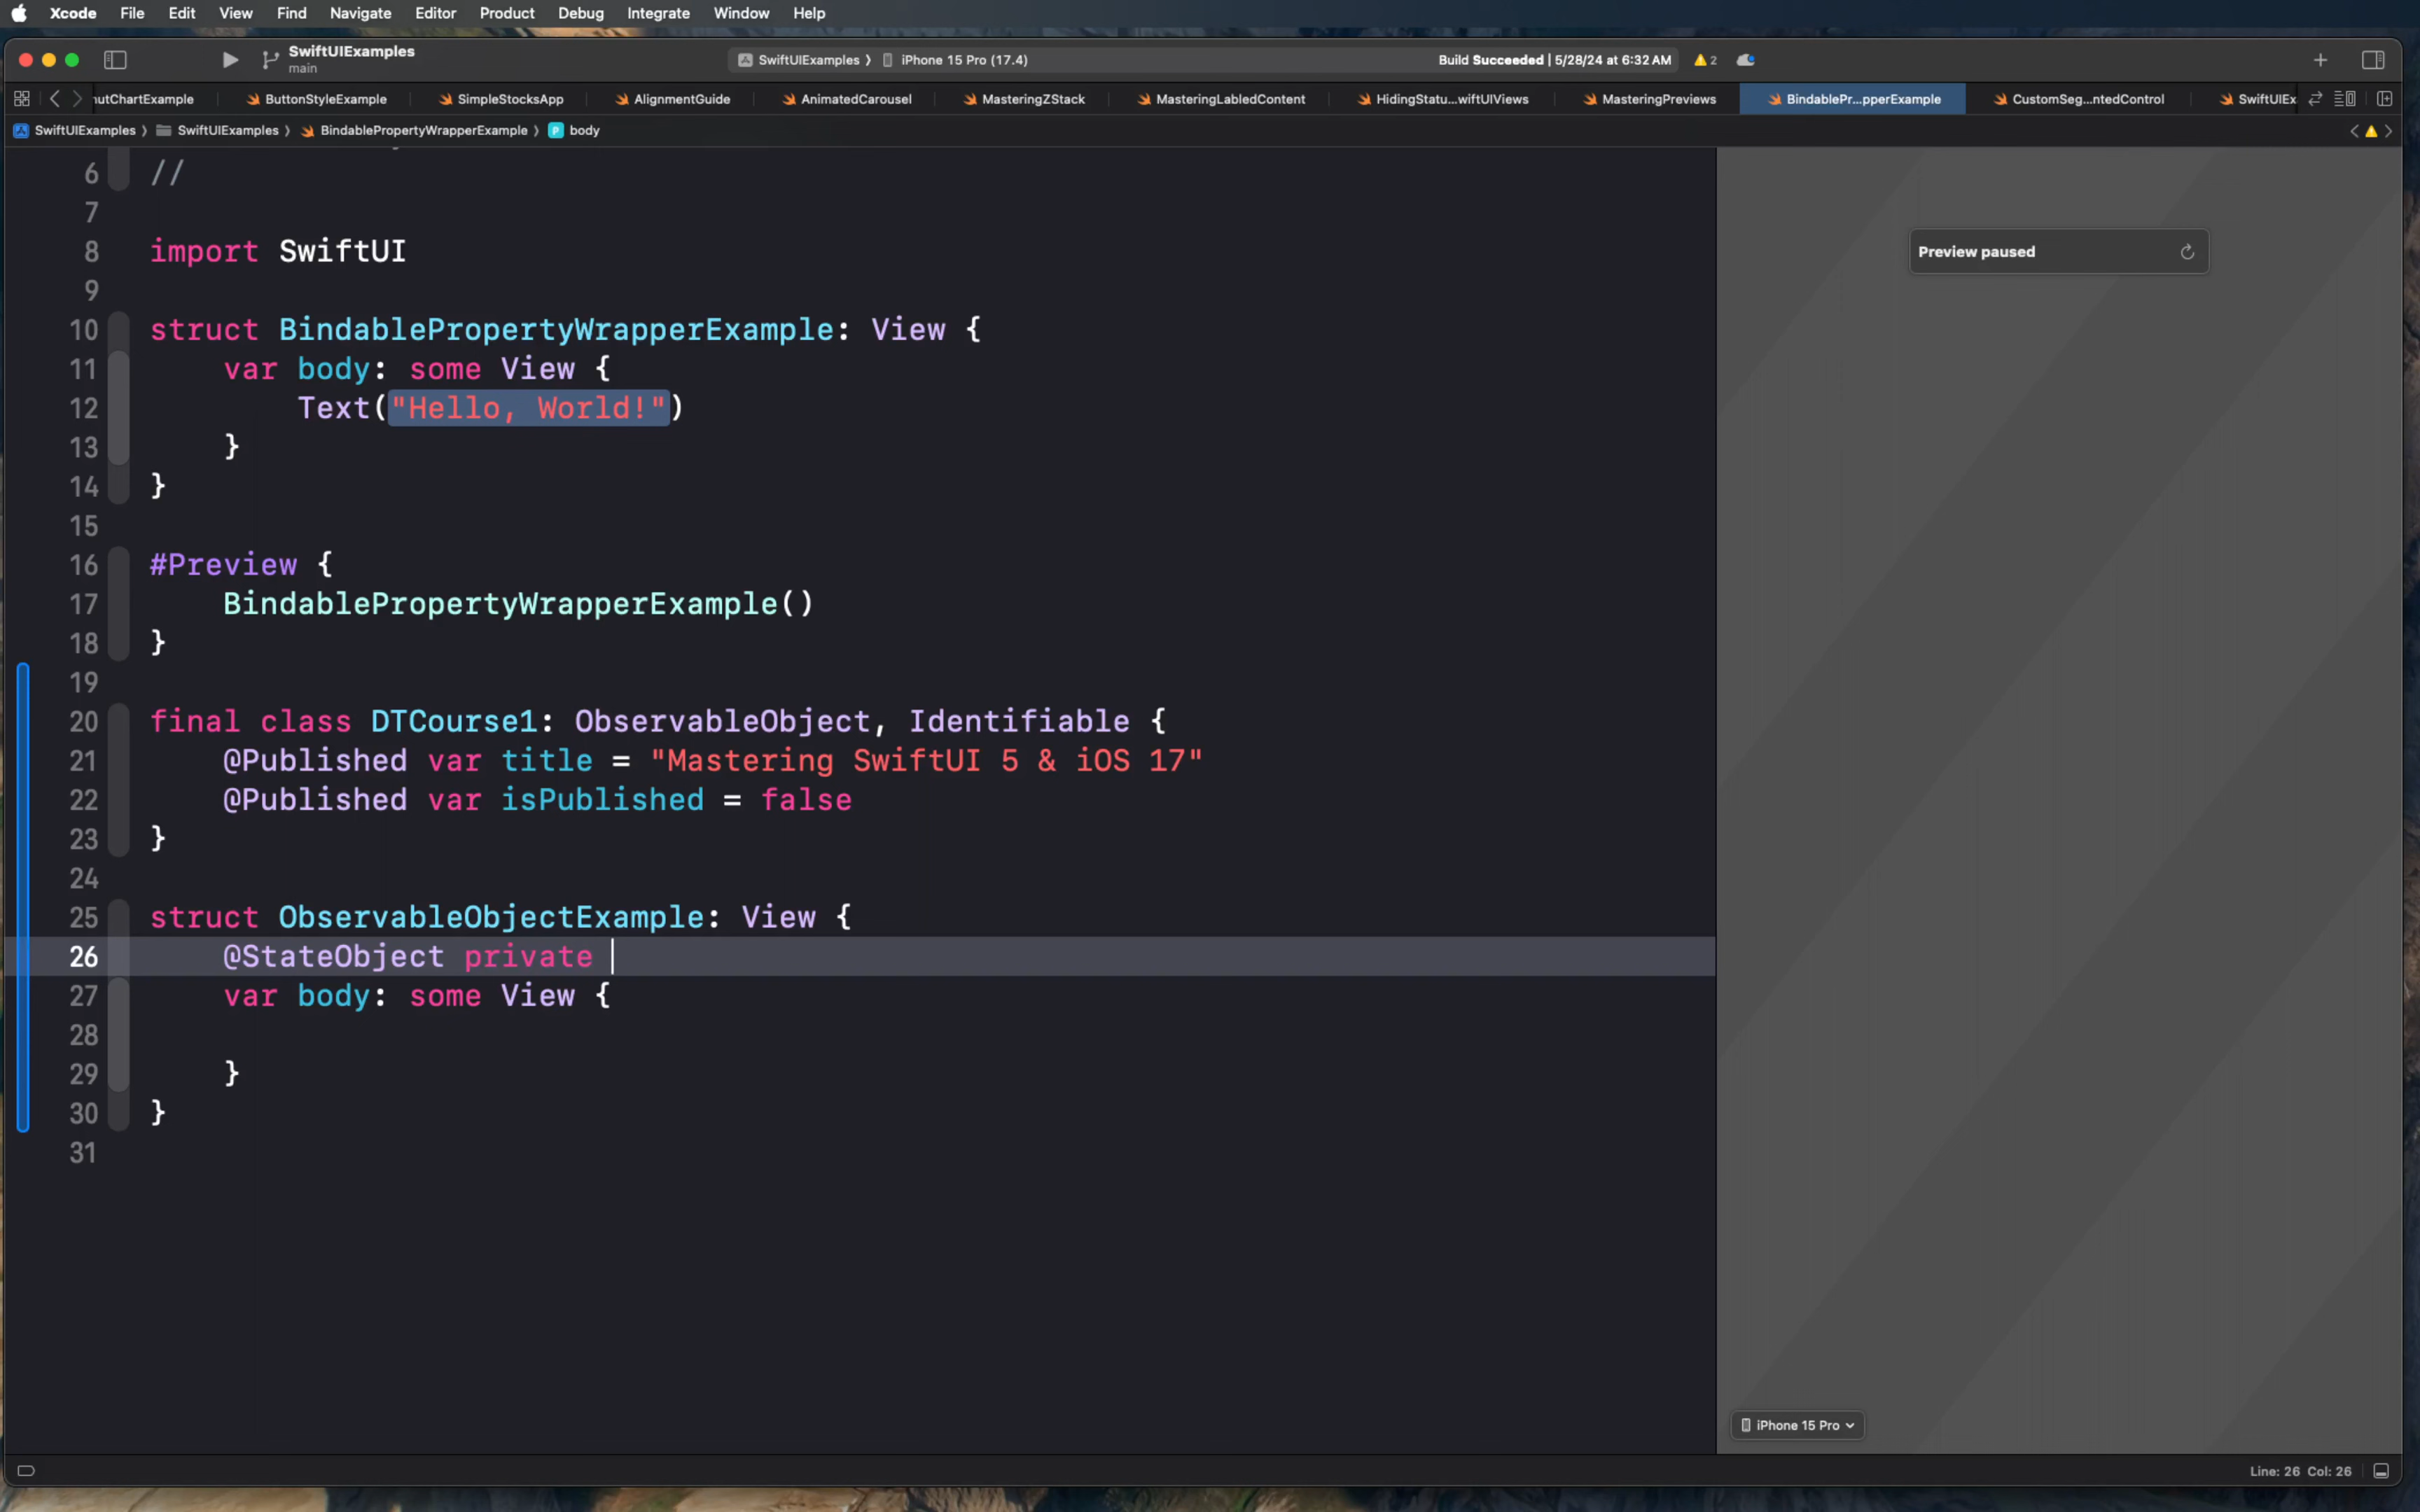 Xcode File Edit View Find Navigate Editor Product Debug Integrate Window Help
SwiftUIExamples
main
SwiftUIExamples 〉 iPhone 15 Pro (17.4)
Build Succeeded | 5/28/24 at 6:32 AM
2
utChartExample ButtonStyleExample SimpleStocksApp AlignmentGuide AnimatedCarousel MasteringZStack MasteringLabledContent HidingStatu...wiftUIViews MasteringPreviews BindablePr...pperExample CustomSeg...ntedControl SwiftUIEx
SwiftUIExamples 〉 SwiftUIExamples 〉 BindablePropertyWrapperExample 〉 P body
6 //
7
8 import SwiftUI
9
10 struct BindablePropertyWrapperExample: View {
11 var body: some View {
12 Text("Hello, World!")
13 }
14 }
15
16 #Preview {
17 BindablePropertyWrapperExample()
18 }
19
20 final class DTCourse1: ObservableObject, Identifiable {
21 @Published var title = "Mastering SwiftUI 5 & iOS 17"
22 @Published var isPublished = false
23 }
24
25 struct ObservableObjectExample: View {
26 @StateObject private
27 var body: some View {
28
29 }
30 }
31
Preview paused
iPhone 15 Pro
Line: 26 Col: 26